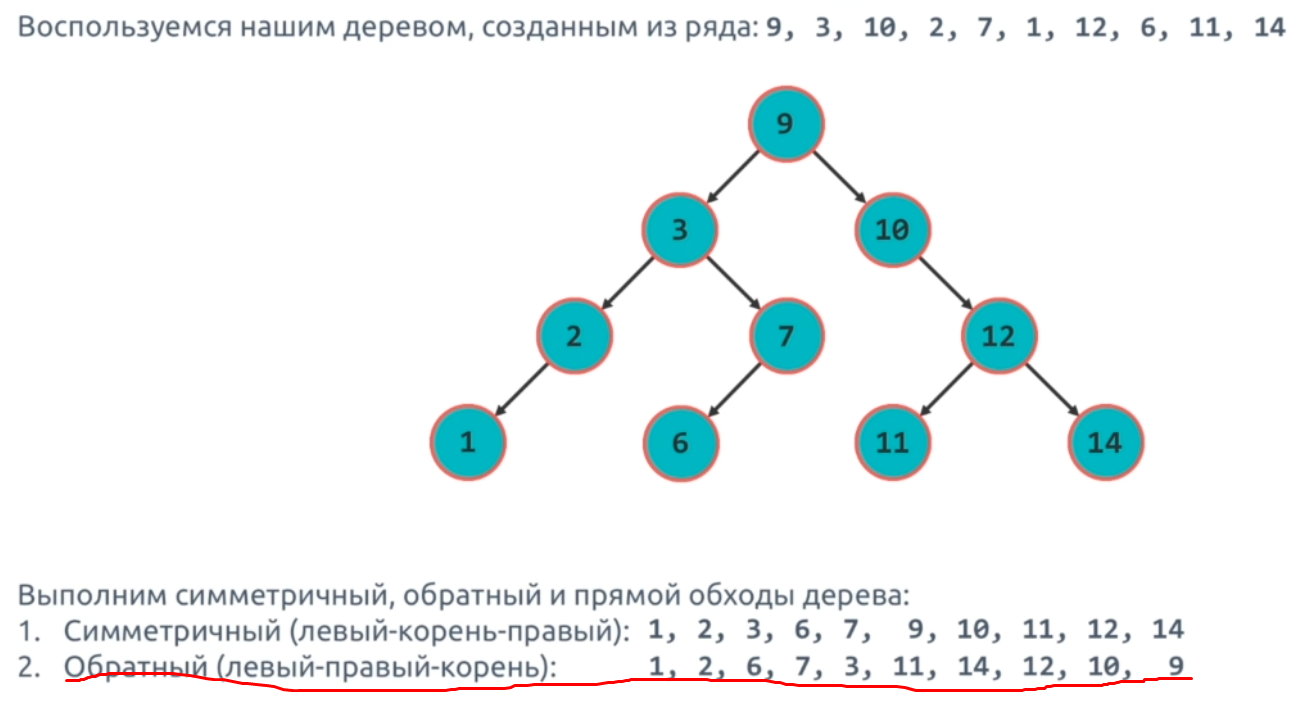 Воспользуемся нашим деревом, созданным из ряда: 9, 3, 10, 2, 7, 1, 12, 6, 11, 14
9
3 10
2 7 12
1 6 11 14
Выполним симметричный, обратный и прямой обходы дерева:
1. Симметричный (левый-корень-правый): 1, 2, 3, 6, 7, 9, 10, 11, 12, 14
2. Обратный (левый-правый-корень): 1, 2, 6, 7, 3, 11, 14, 12, 10, 9